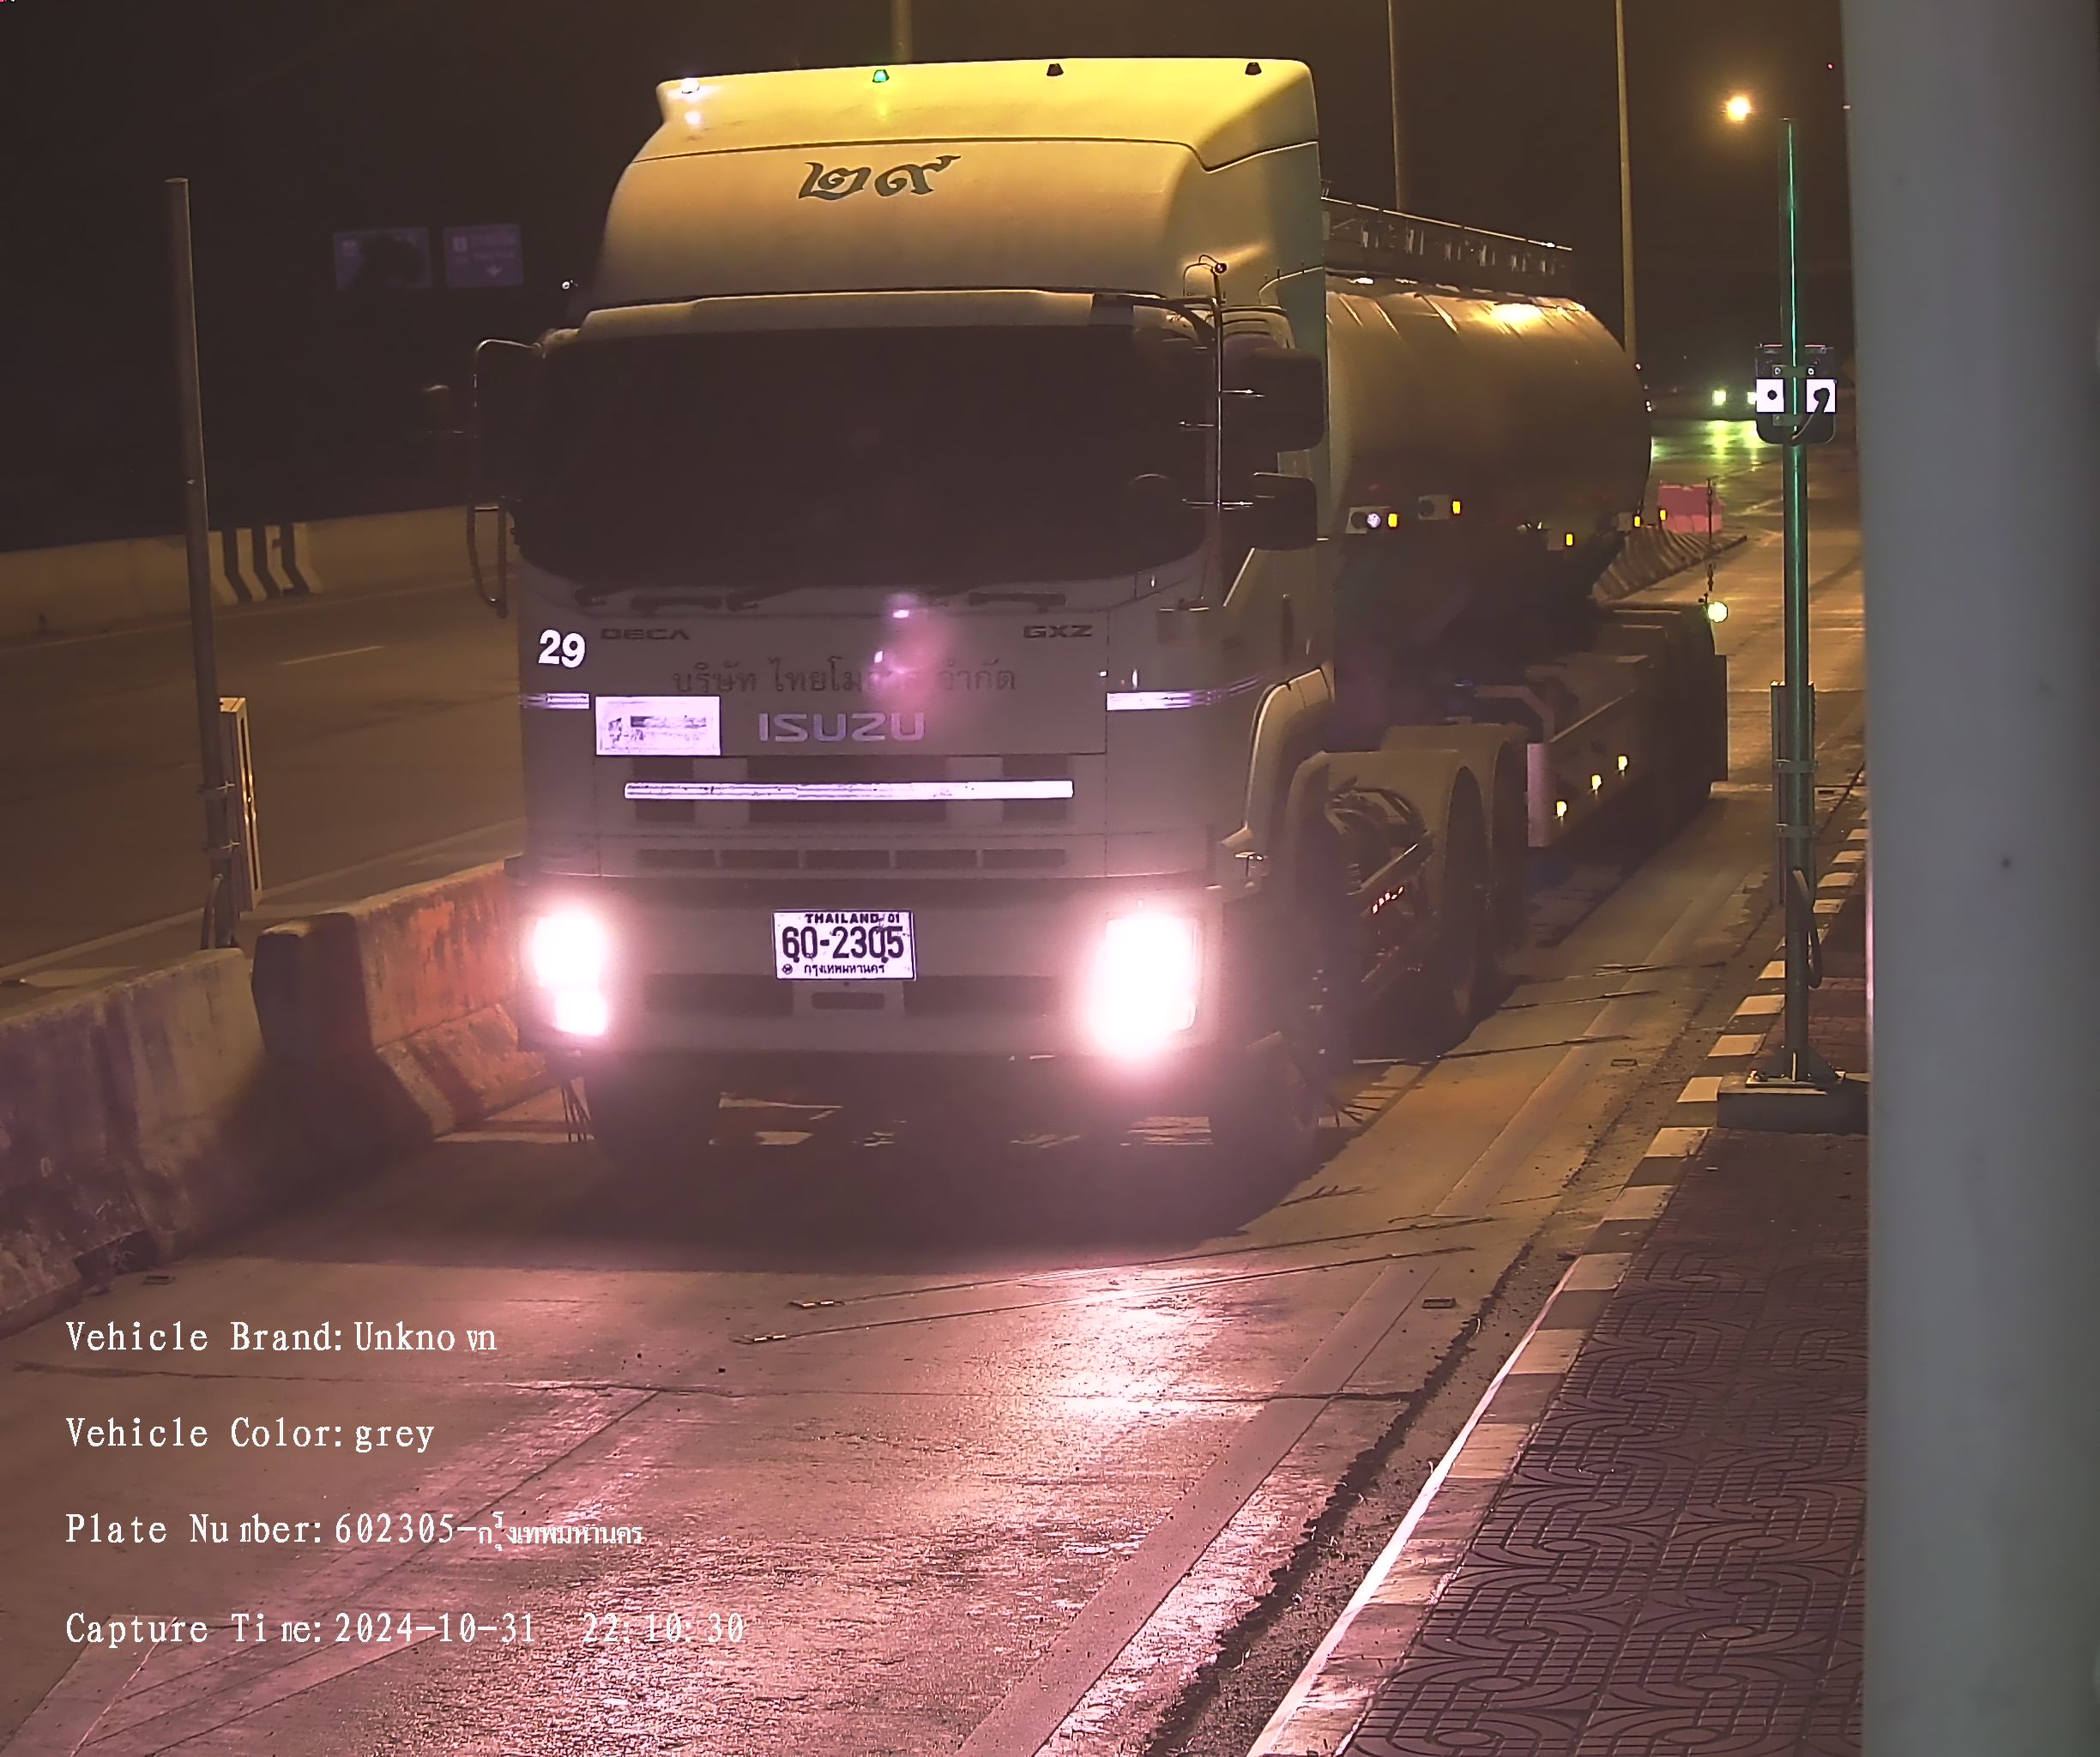 ๒๙
DECA
GXZ
29
บริษัท ไทยโม จำกัด
ISUZU
THAILAND 01
60-2305
กรุงเทพมหานคร
Vehicle Brand:Unknown
Vehicle Color:grey
Plate Number:602305-กรุงเทพมหานคร
Capture Time:2024-10-31 22:10:30